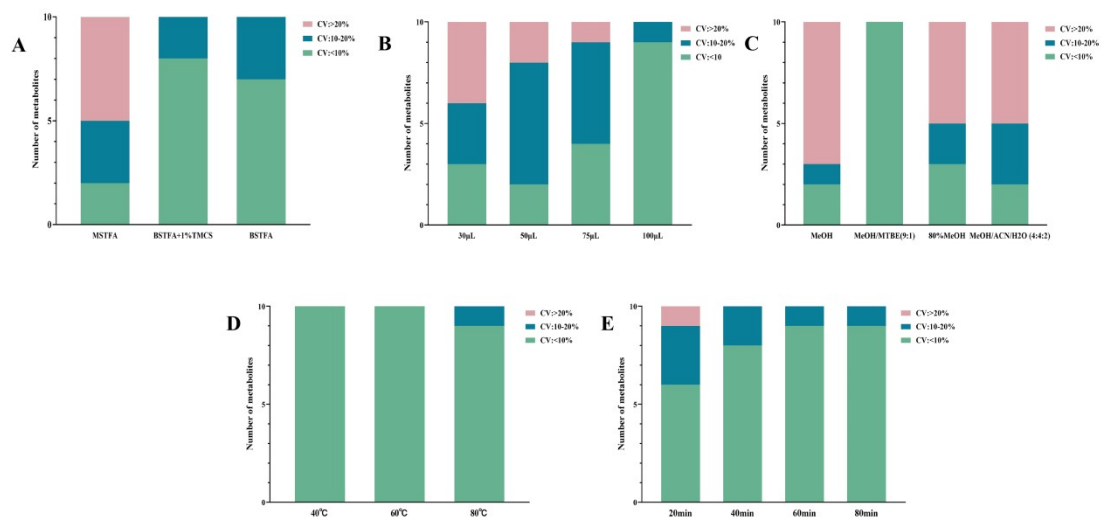 A
Number of metabolites
10
5
0
MSTFA
BSTFA+1%TMCS
BSTFA
CV:>20%
CV:10-20%
CV:<10%
B
Number of metabolites
10
5
0
30μL
50μL
75μL
100μL
CV:>20%
CV:10-20%
CV:<10
C
Number of metabolites
10
5
0
MeOH
MeOH/MTBE(9:1)
80%MeOH
MeOH/ACN/H2O (4:4:2)
CV:>20%
CV:10-20%
CV:<10%
D
Number of metabolites
10
5
0
40℃
60℃
80℃
CV:>20%
CV:10-20%
CV:<10%
E
Number of metabolites
10
5
0
20min
40min
60min
80min
CV:>20%
CV:10-20%
CV:<10%